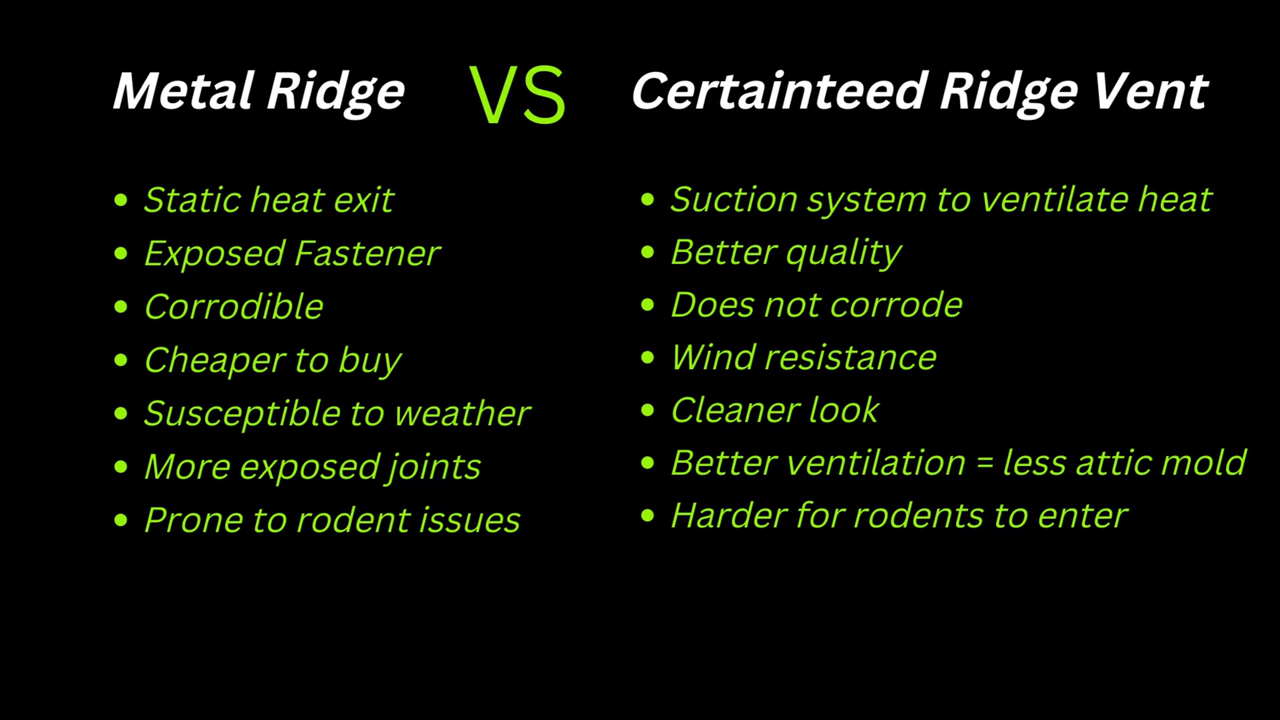 Metal Ridge VS Certainteed Ridge Vent
• Static heat exit
• Exposed Fastener
• Corrodible
• Cheaper to buy
• Susceptible to weather
• More exposed joints
• Prone to rodent issues
• Suction system to ventilate heat
• Better quality
• Does not corrode
• Wind resistance
• Cleaner look
• Better ventilation = less attic mold
• Harder for rodents to enter